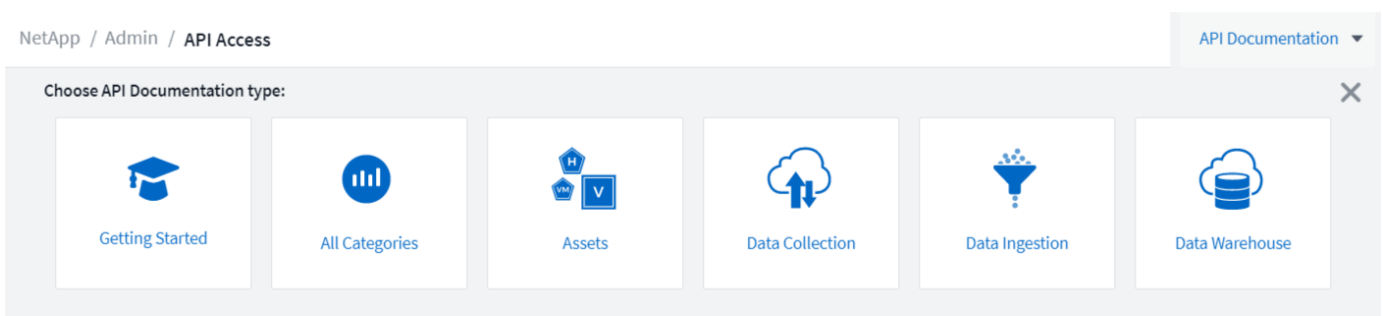 NetApp / Admin / API Access
API Documentation
Choose API Documentation type:
H
VM
V
Getting Started
All Categories
Assets
Data Collection
Data Ingestion
Data Warehouse